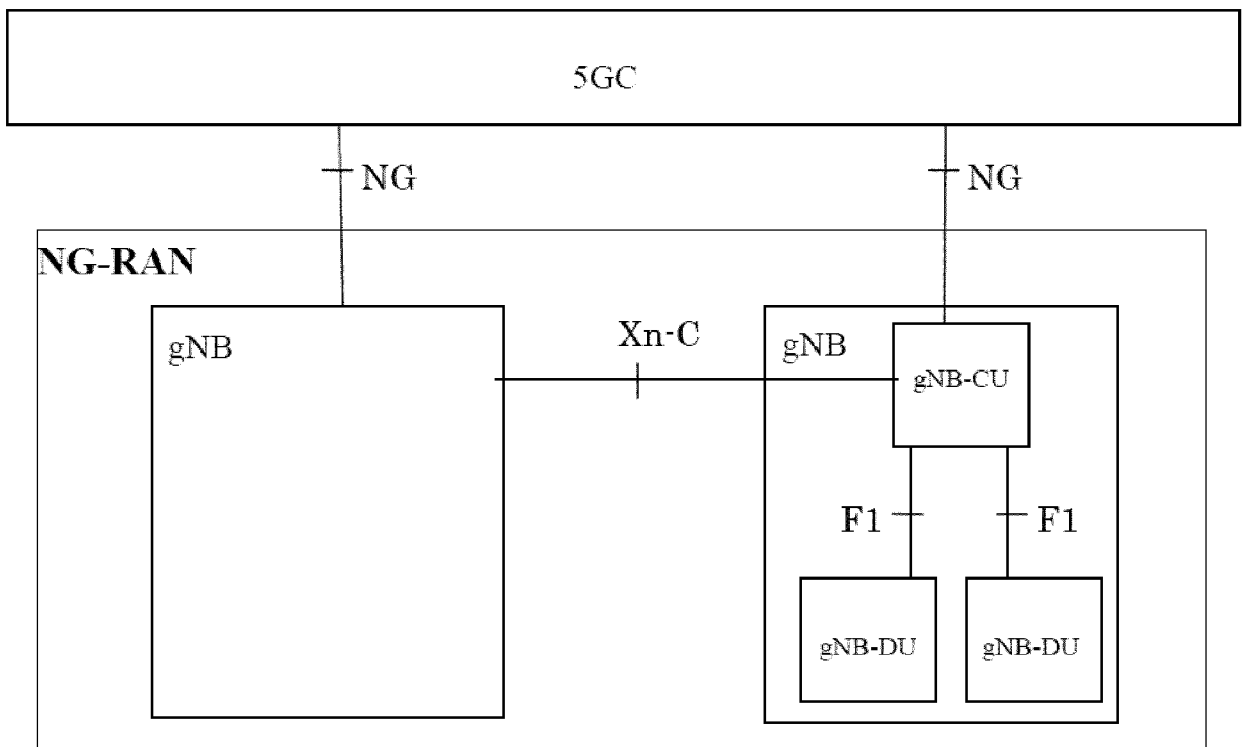 5GC
NG
NG
NG-RAN
gNB
Xn-C
gNB
gNB-CU
F1
F1
gNB-DU
gNB-DU